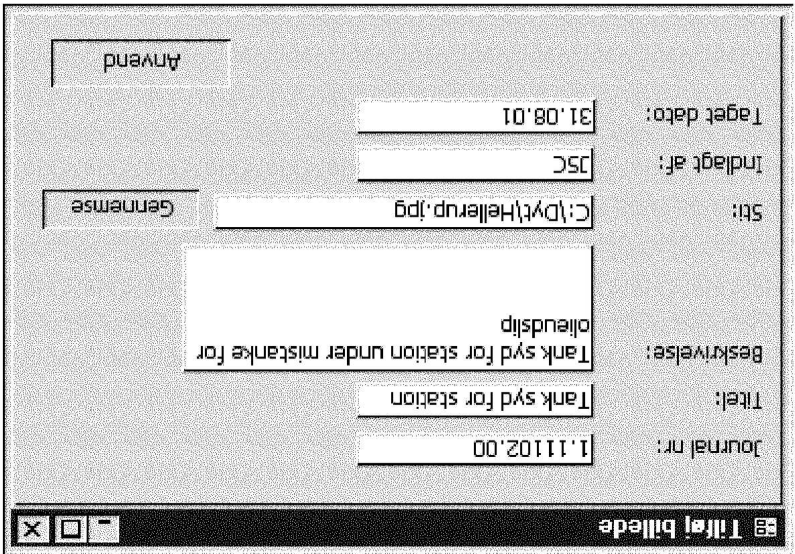 Tilføj billede
Journal nr: 1.11102.00
Titel: Tank syd for station
Beskrivelse: Tank syd for station under mistanke for
olieudslip
Sti: C:\Dyt\Hellerup.jpg Gennemse
Indlagt af: JSC
Taget dato: 31.08.01
Anvend